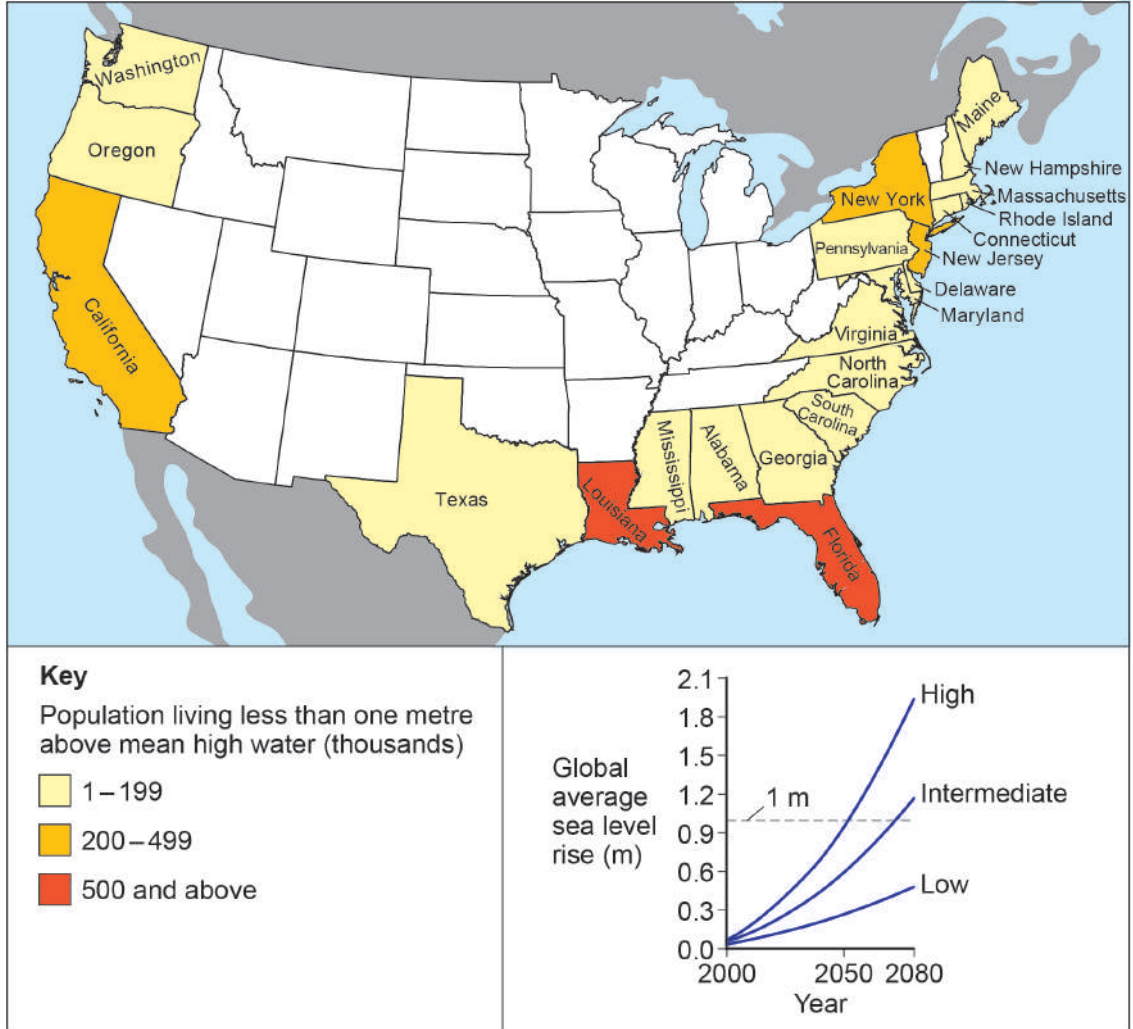 Washington
Oregon
California
Texas
Louisiana
Mississippi
Alabama
Georgia
Florida
South
Carolina
North
Carolina
Virginia
Pennsylvania
New York
Maine
New Hampshire
Massachusetts
Rhode Island
Connecticut
New Jersey
Delaware
Maryland
Key
Population living less than one metre
above mean high water (thousands)
1–199
200–499
500 and above
Global
average
sea level
rise (m)
2.1
1.8
1.5
1.2
0.9
0.6
0.3
0.0
1 m
High
Intermediate
Low
2000
2050
2080
Year